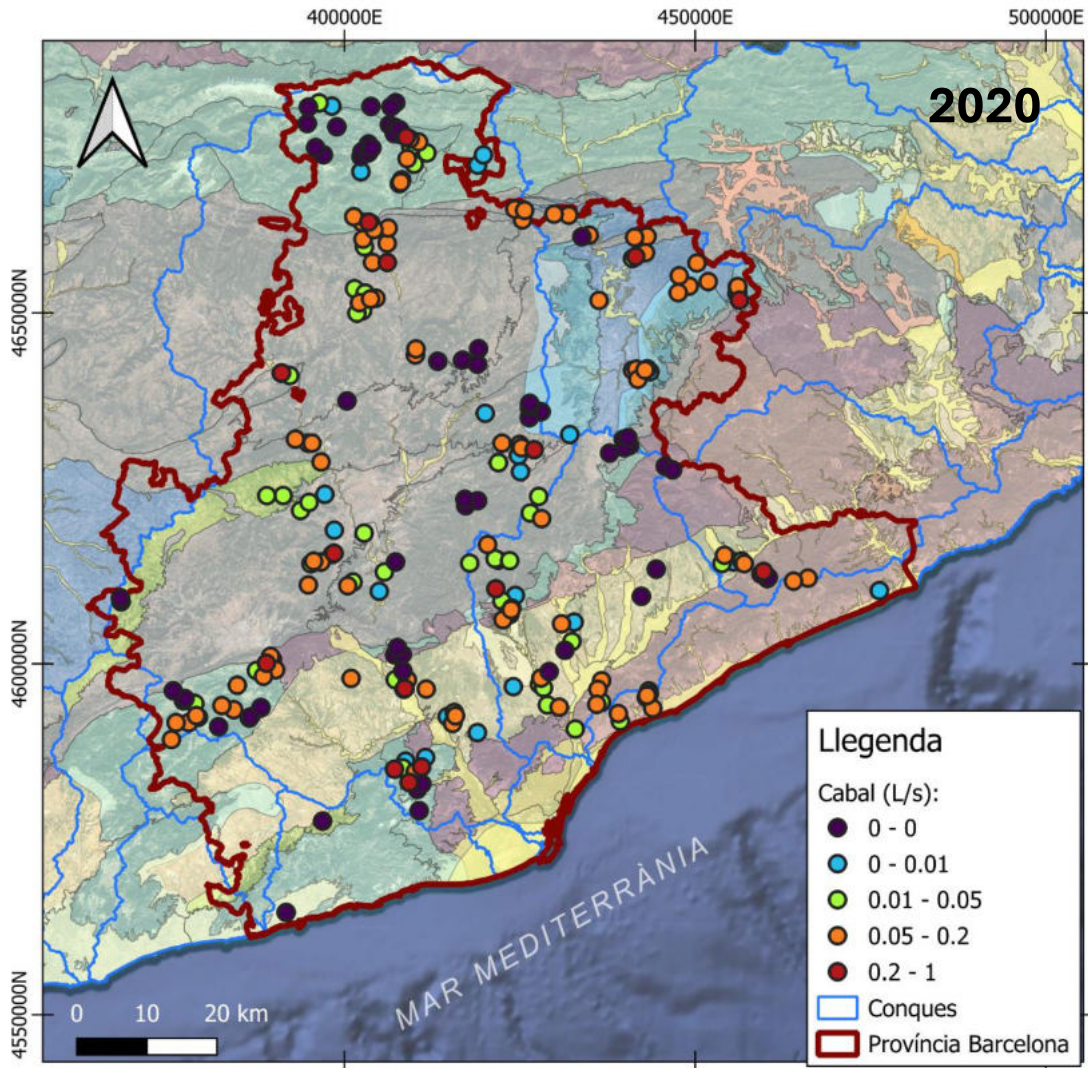 400000E
450000E
500000E
2020
4650000N
4600000N
4550000N
MAR MEDITERRÀNIA
0 10 20 km
Llegenda
Cabal (L/s):
0 - 0
0 - 0.01
0.01 - 0.05
0.05 - 0.2
0.2 - 1
Conques
Província Barcelona